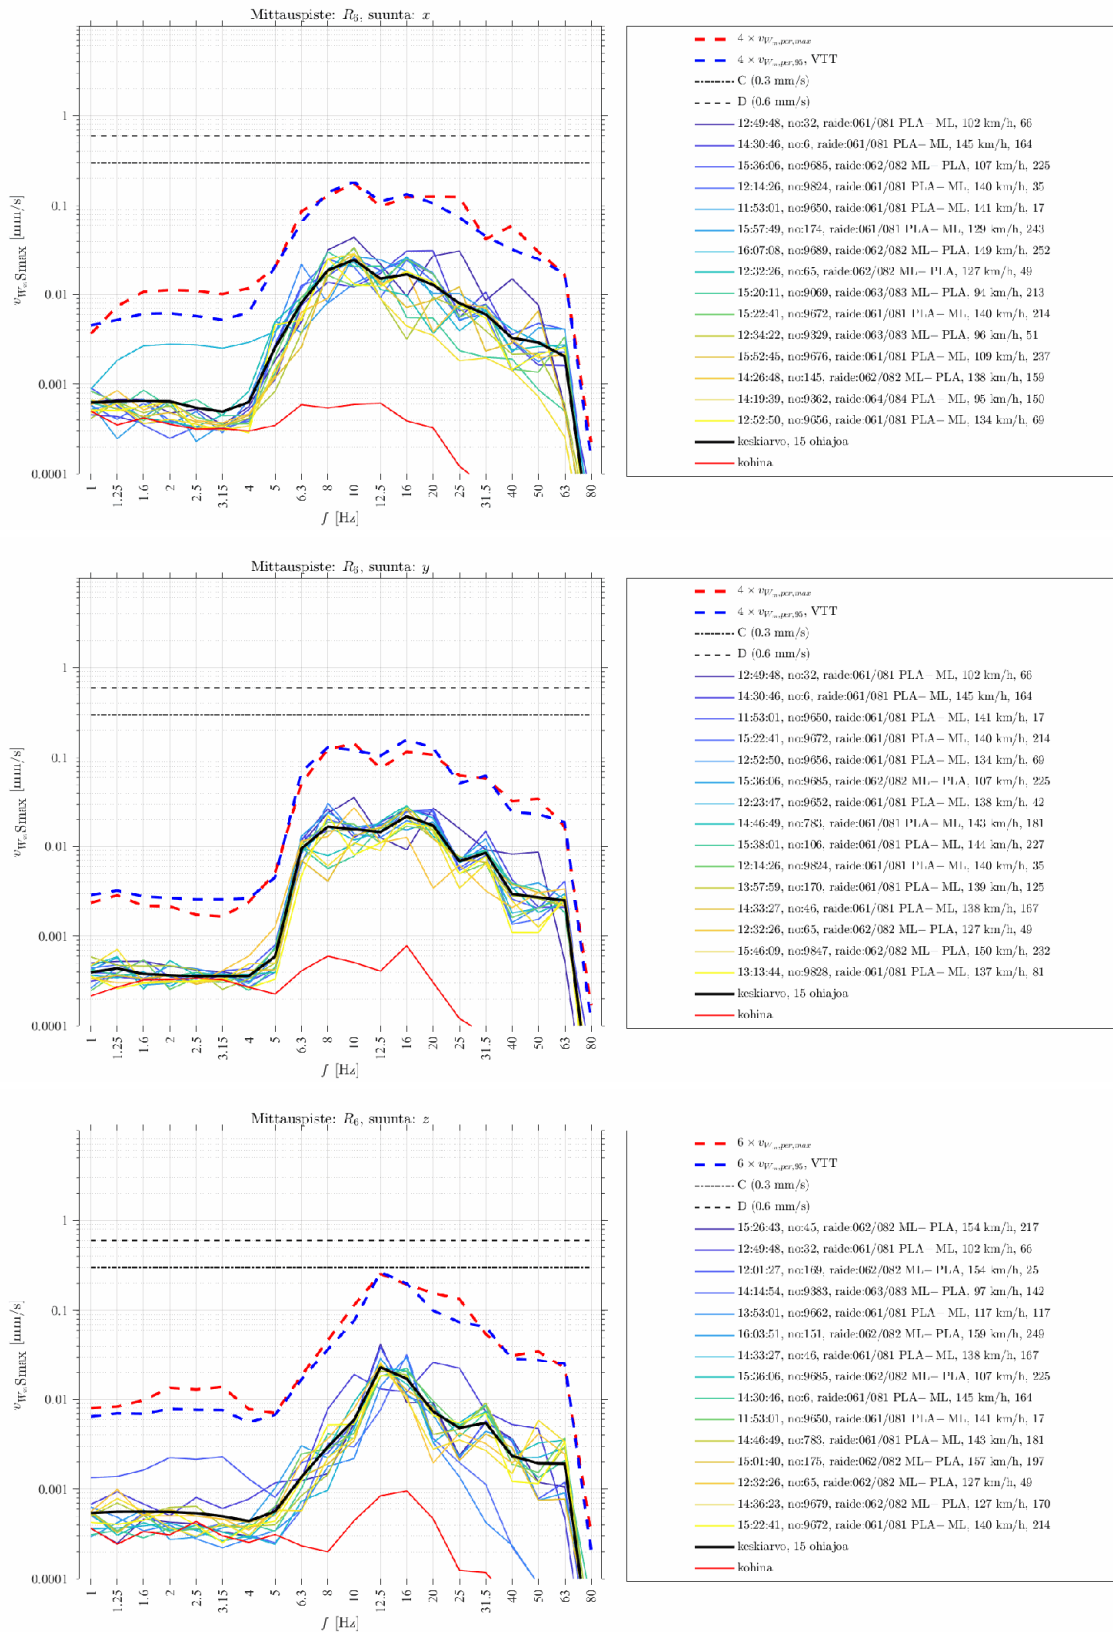 Mittauspiste: R₆, suunta: x
v_{Wm}Smax [mm/s]
1
0.1
0.01
0.001
0.0001
1 1.25 1.6 2 2.5 3.15 4 5 6.3 8 10 12.5 16 20 25 31.5 40 50 63 80
f [Hz]
4 × v_{Wm,per,max}
4 × v_{Wm,per,95}, VTT
C (0.3 mm/s)
D (0.6 mm/s)
12:49:48, no:32, raide:061/081 PLA−ML, 102 km/h, 66
14:30:46, no:6, raide:061/081 PLA−ML, 145 km/h, 164
15:36:06, no:9685, raide:062/082 ML−PLA, 107 km/h, 225
12:14:26, no:9824, raide:061/081 PLA−ML, 140 km/h, 35
11:53:01, no:9650, raide:061/081 PLA−ML, 141 km/h, 17
15:57:49, no:174, raide:061/081 PLA−ML, 129 km/h, 243
16:07:08, no:9689, raide:062/082 ML−PLA, 149 km/h, 252
12:32:26, no:65, raide:062/082 ML−PLA, 127 km/h, 49
15:20:11, no:9069, raide:063/083 ML−PLA, 94 km/h, 213
15:22:41, no:9672, raide:061/081 PLA−ML, 140 km/h, 214
12:34:22, no:9329, raide:063/083 ML−PLA, 96 km/h, 51
15:52:45, no:9676, raide:061/081 PLA−ML, 109 km/h, 237
14:26:48, no:145, raide:062/082 ML−PLA, 138 km/h, 159
14:19:39, no:9362, raide:064/084 PLA−ML, 95 km/h, 150
12:52:50, no:9656, raide:061/081 PLA−ML, 134 km/h, 69
keskiarvo, 15 ohiajoa
kohina
Mittauspiste: R₆, suunta: y
v_{Wm}Smax [mm/s]
1
0.1
0.01
0.001
0.0001
1 1.25 1.6 2 2.5 3.15 4 5 6.3 8 10 12.5 16 20 25 31.5 40 50 63 80
f [Hz]
4 × v_{Wm,per,max}
4 × v_{Wm,per,95}, VTT
C (0.3 mm/s)
D (0.6 mm/s)
12:49:48, no:32, raide:061/081 PLA−ML, 102 km/h, 66
14:30:46, no:6, raide:061/081 PLA−ML, 145 km/h, 164
11:53:01, no:9650, raide:061/081 PLA−ML, 141 km/h, 17
15:22:41, no:9672, raide:061/081 PLA−ML, 140 km/h, 214
12:52:50, no:9656, raide:061/081 PLA−ML, 134 km/h, 69
15:36:06, no:9685, raide:062/082 ML−PLA, 107 km/h, 225
12:23:47, no:9652, raide:061/081 PLA−ML, 138 km/h, 42
14:46:49, no:783, raide:061/081 PLA−ML, 143 km/h, 181
15:38:01, no:106, raide:061/081 PLA−ML, 144 km/h, 227
12:14:26, no:9824, raide:061/081 PLA−ML, 140 km/h, 35
13:57:59, no:170, raide:061/081 PLA−ML, 139 km/h, 125
14:33:27, no:46, raide:061/081 PLA−ML, 138 km/h, 167
12:32:26, no:65, raide:062/082 ML−PLA, 127 km/h, 49
15:46:09, no:9847, raide:062/082 ML−PLA, 150 km/h, 232
13:13:44, no:9828, raide:061/081 PLA−ML, 137 km/h, 81
keskiarvo, 15 ohiajoa
kohina
Mittauspiste: R₆, suunta: z
v_{Wm}Smax [mm/s]
1
0.1
0.01
0.001
0.0001
1 1.25 1.6 2 2.5 3.15 4 5 6.3 8 10 12.5 16 20 25 31.5 40 50 63 80
f [Hz]
6 × v_{Wm,per,max}
6 × v_{Wm,per,95}, VTT
C (0.3 mm/s)
D (0.6 mm/s)
15:26:43, no:45, raide:062/082 ML−PLA, 154 km/h, 217
12:49:48, no:32, raide:061/081 PLA−ML, 102 km/h, 66
12:01:27, no:169, raide:062/082 ML−PLA, 154 km/h, 25
14:14:54, no:9383, raide:063/083 ML−PLA, 97 km/h, 142
13:53:01, no:9662, raide:061/081 PLA−ML, 117 km/h, 117
16:03:51, no:151, raide:062/082 ML−PLA, 159 km/h, 249
14:33:27, no:46, raide:061/081 PLA−ML, 138 km/h, 167
15:36:06, no:9685, raide:062/082 ML−PLA, 107 km/h, 225
14:30:46, no:6, raide:061/081 PLA−ML, 145 km/h, 164
11:53:01, no:9650, raide:061/081 PLA−ML, 141 km/h, 17
14:46:49, no:783, raide:061/081 PLA−ML, 143 km/h, 181
15:01:40, no:175, raide:062/082 ML−PLA, 157 km/h, 197
12:32:26, no:65, raide:062/082 ML−PLA, 127 km/h, 49
14:36:23, no:9679, raide:062/082 ML−PLA, 127 km/h, 170
15:22:41, no:9672, raide:061/081 PLA−ML, 140 km/h, 214
keskiarvo, 15 ohiajoa
kohina